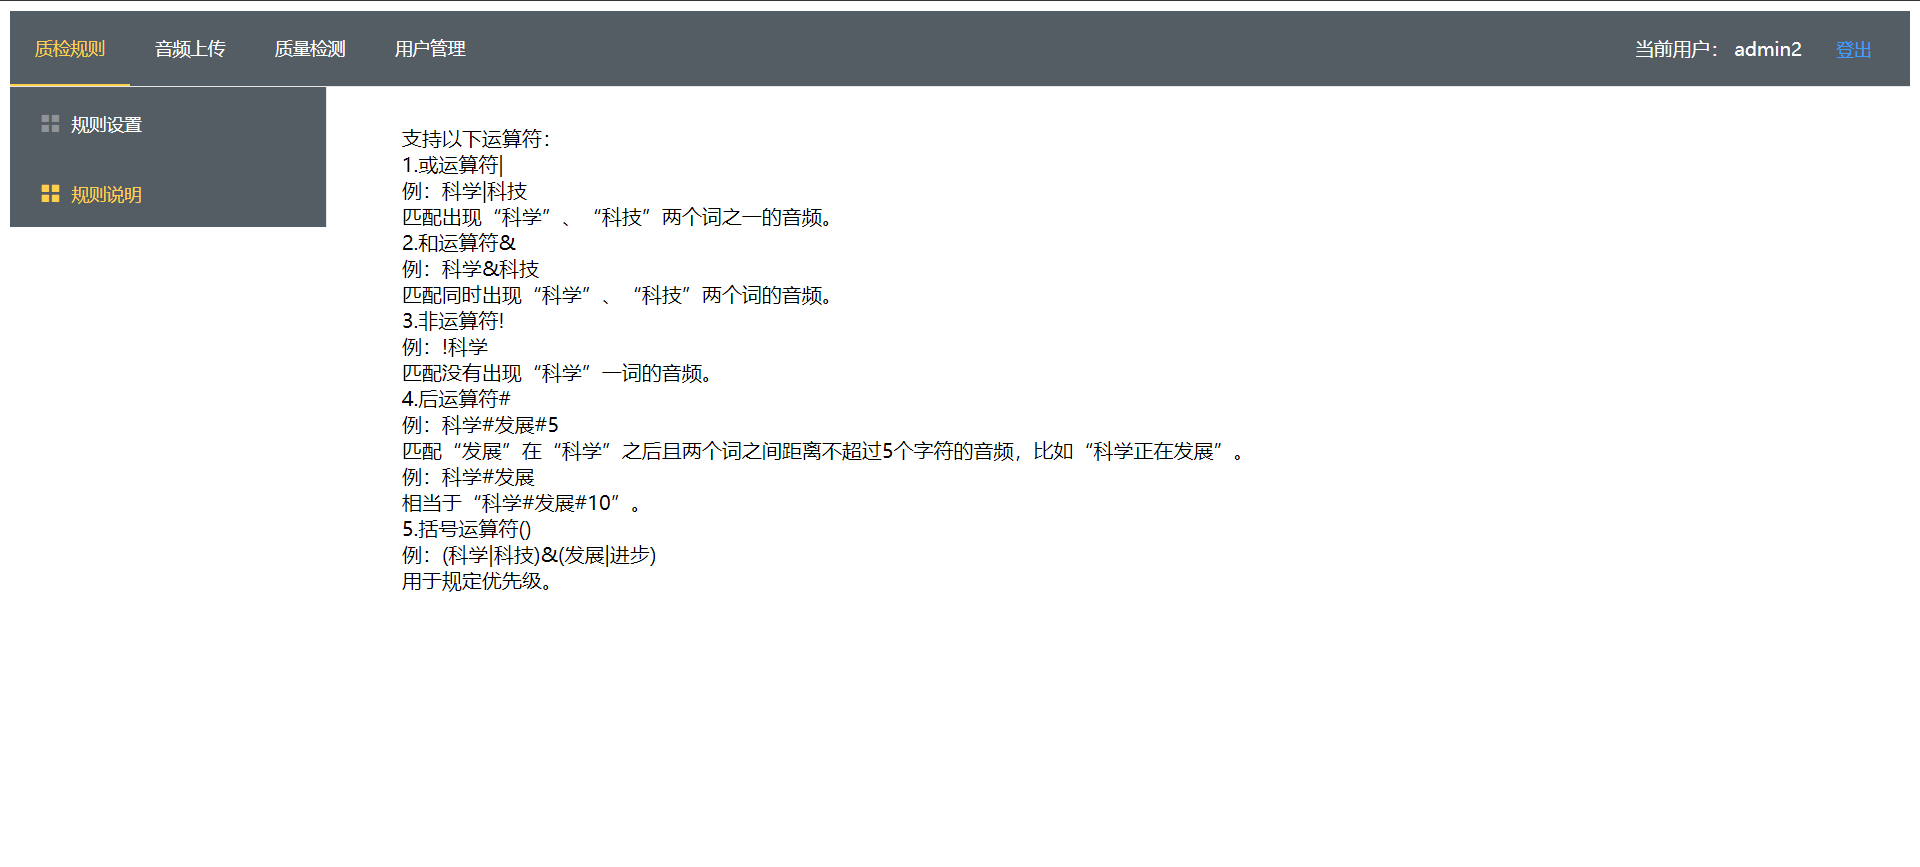 质检规则 音频上传 质量检测 用户管理 当前用户： admin2 登出
规则设置
规则说明
支持以下运算符：
1.或运算符|
例：科学|科技
匹配出现“科学”、“科技”两个词之一的音频。
2.和运算符&
例：科学&科技
匹配同时出现“科学”、“科技”两个词的音频。
3.非运算符!
例：!科学
匹配没有出现“科学”一词的音频。
4.后运算符#
例：科学#发展#5
匹配“发展”在“科学”之后且两个词之间距离不超过5个字符的音频，比如“科学正在发展”。
例：科学#发展
相当于“科学#发展#10”。
5.括号运算符()
例：(科学|科技)&(发展|进步)
用于规定优先级。